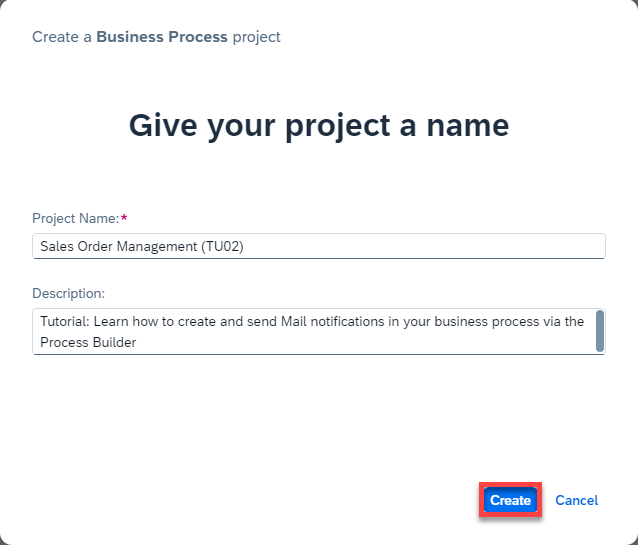 Create a Business Process project
Give your project a name
Project Name:*
Sales Order Management (TU02)
Description:
Tutorial: Learn how to create and send Mail notifications in your business process via the
Process Builder
Create Cancel